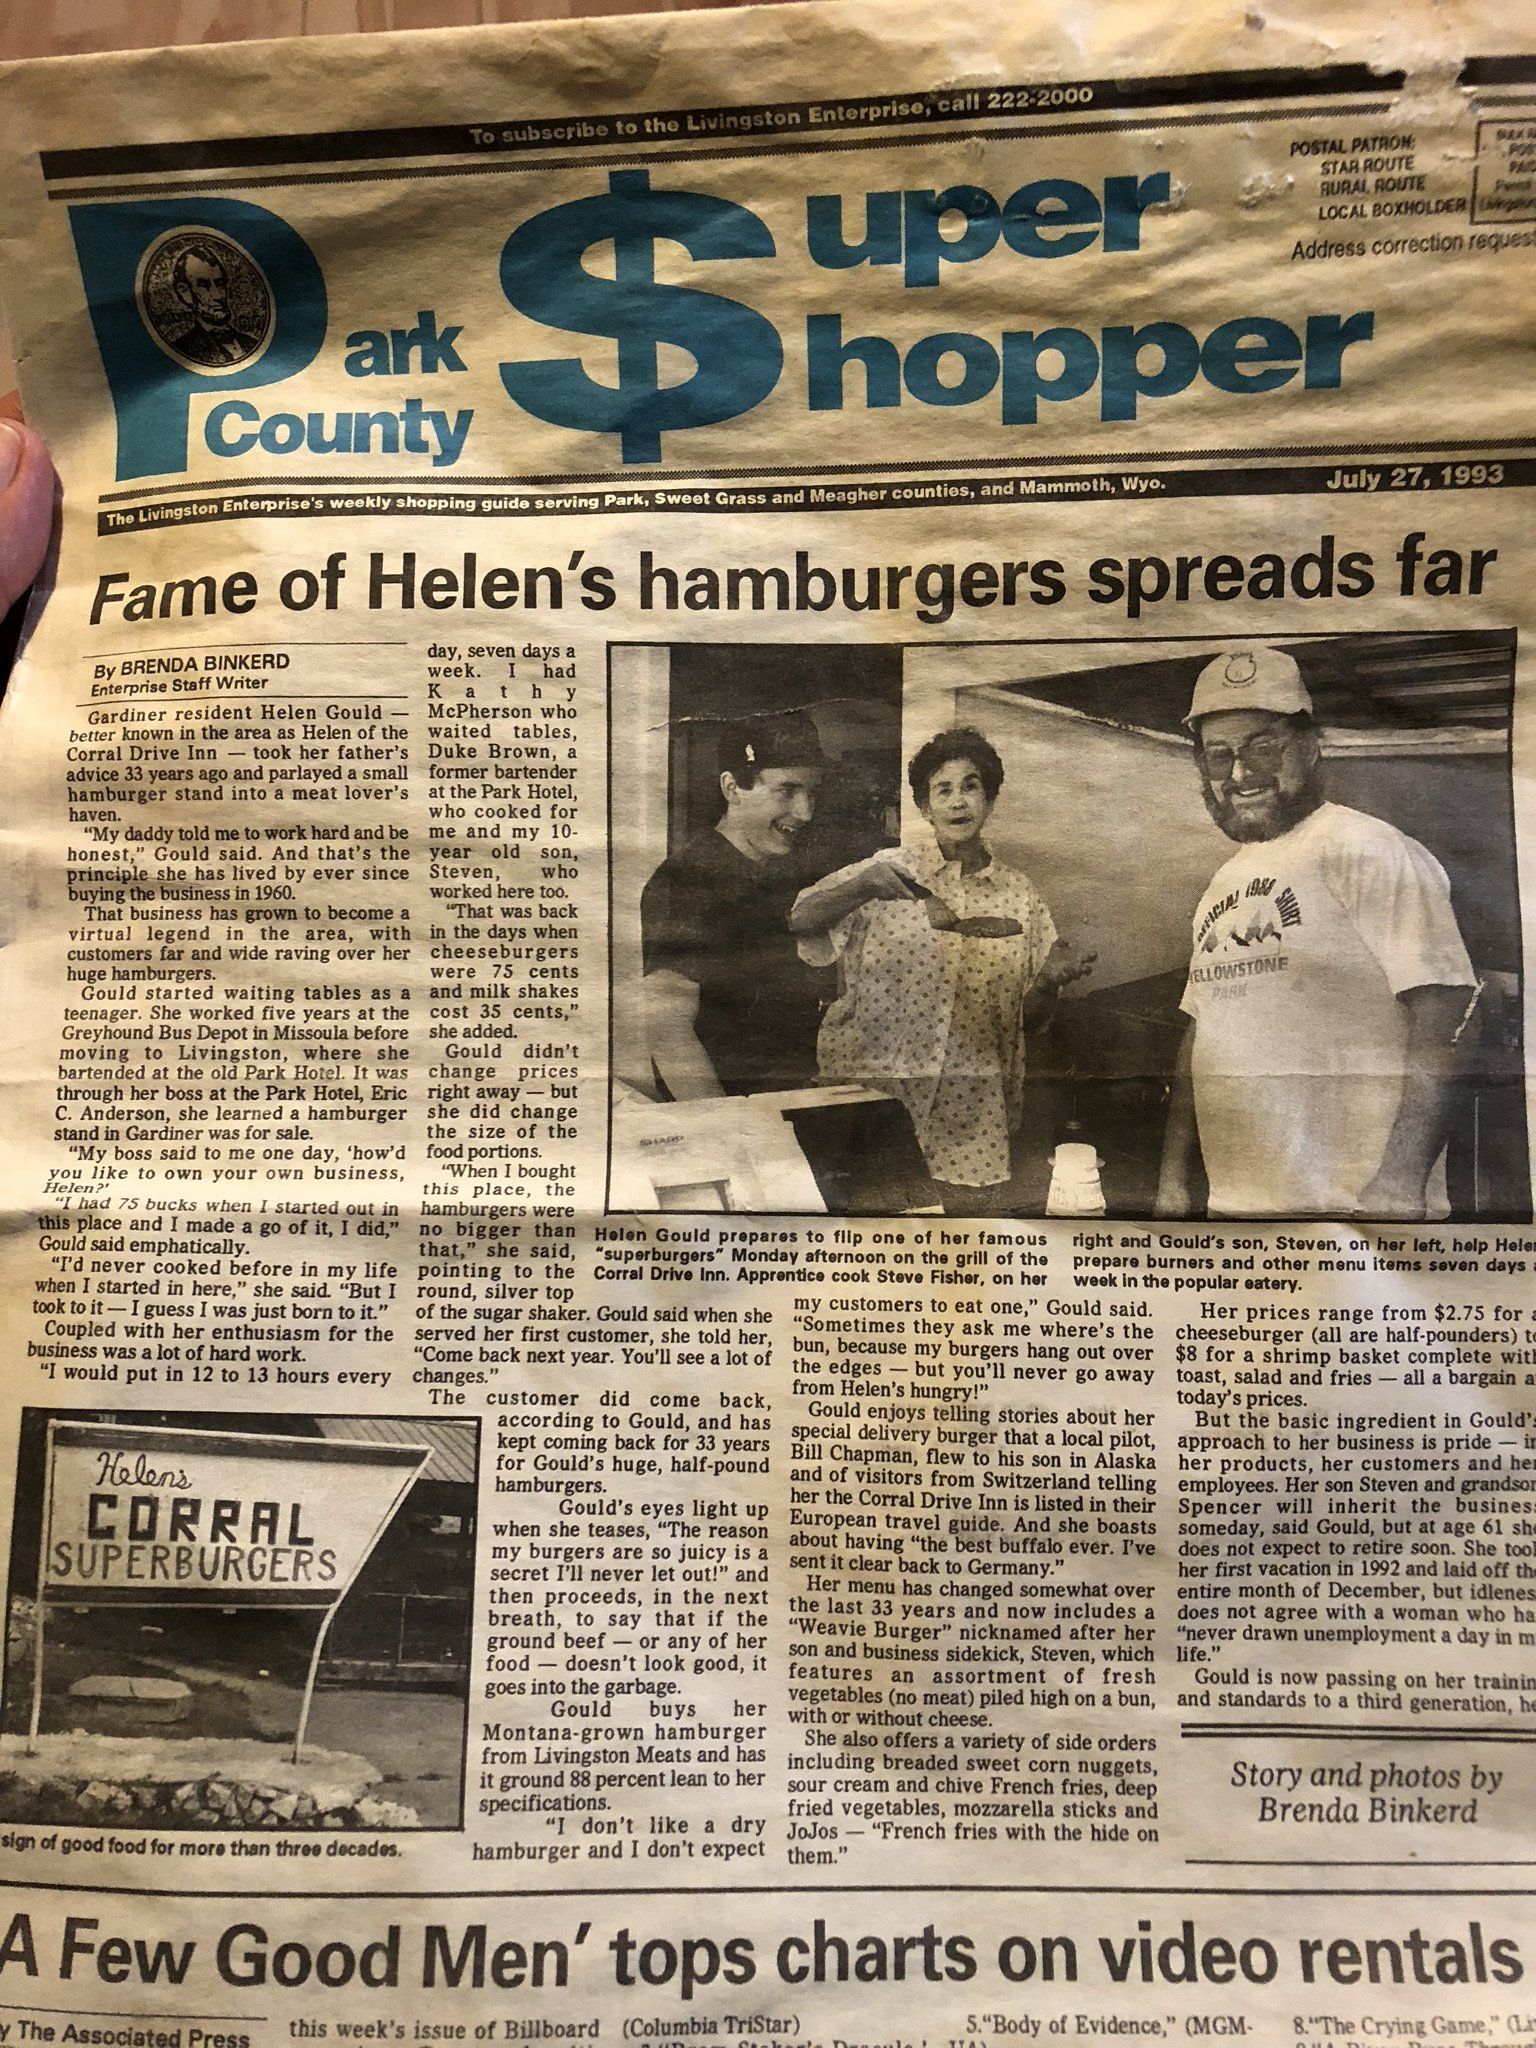 To subscribe to the Livingston Enterprise, call 222-2000
POSTAL PATRON:
STAR ROUTE
RURAL ROUTE
LOCAL BOXHOLDER
Address correction
Park County $uper $hopper
The Livingston Enterprise's weekly shopping guide serving Park, Sweet Grass and Meagher counties, and Mammoth, Wyo.
July 27, 1993
Fame of Helen's hamburgers spreads far
By BRENDA BINKERD
Enterprise Staff Writer
Gardiner resident Helen Gould —
better known in the area as Helen of the
Corral Drive Inn — took her father's
advice 33 years ago and parlayed a small
hamburger stand into a meat lover's
haven.
"My daddy told me to work hard and be
honest," Gould said. And that's the
principle she has lived by ever since
buying the business in 1960.
That business has grown to become a
virtual legend in the area, with
customers far and wide raving over her
huge hamburgers.
Gould started waiting tables as a
teenager. She worked five years at the
Greyhound Bus Depot in Missoula before
moving to Livingston, where she
bartended at the old Park Hotel. It was
through her boss at the Park Hotel, Eric
C. Anderson, she learned a hamburger
stand in Gardiner was for sale.
"My boss said to me one day, 'how'd
you like to own your own business,
Helen?'
"I had 75 bucks when I started out in
this place and I made a go of it, I did,"
Gould said emphatically.
"I'd never cooked before in my life
when I started in here," she said. "But I
took to it — I guess I was just born to it."
Coupled with her enthusiasm for the
business was a lot of hard work.
"I would put in 12 to 13 hours every
day, seven days a
week. I had
Kathy
McPherson who
waited tables,
Duke Brown, a
former bartender
at the Park Hotel,
who cooked for
me and my 10-
year old son,
Steven, who
worked here too.
"That was back
in the days when
cheeseburgers
were 75 cents
and milk shakes
cost 35 cents,"
she added.
Gould didn't
change prices
right away — but
she did change
the size of the
food portions.
"When I bought
this place, the
hamburgers were
no bigger than
that," she said,
pointing to the
round, silver top
of the sugar shaker. Gould said when she
served her first customer, she told her,
"Come back next year. You'll see a lot of
changes."
The customer did come back,
according to Gould, and has
kept coming back for 33 years
for Gould's huge, half-pound
hamburgers.
Gould's eyes light up
when she teases, "The reason
my burgers are so juicy is a
secret I'll never let out!" and
then proceeds, in the next
breath, to say that if the
ground beef — or any of her
food — doesn't look good, it
goes into the garbage.
Gould buys her
Montana-grown hamburger
from Livingston Meats and has
it ground 88 percent lean to her
specifications.
"I don't like a dry
hamburger and I don't expect
SHARP
1988 SHIRT
YELLOWSTONE
PARK
Helen Gould prepares to flip one of her famous
"superburgers" Monday afternoon on the grill of the
Corral Drive Inn. Apprentice cook Steve Fisher, on her
right and Gould's son, Steven, on her left, help Helen
prepare burners and other menu items seven days a
week in the popular eatery.
my customers to eat one," Gould said.
"Sometimes they ask me where's the
bun, because my burgers hang out over
the edges — but you'll never go away
from Helen's hungry!"
Gould enjoys telling stories about her
special delivery burger that a local pilot,
Bill Chapman, flew to his son in Alaska
and of visitors from Switzerland telling
her the Corral Drive Inn is listed in their
European travel guide. And she boasts
about having "the best buffalo ever. I've
sent it clear back to Germany."
Her menu has changed somewhat over
the last 33 years and now includes a
"Weavie Burger" nicknamed after her
son and business sidekick, Steven, which
features an assortment of fresh
vegetables (no meat) piled high on a bun,
with or without cheese.
She also offers a variety of side orders
including breaded sweet corn nuggets,
sour cream and chive French fries, deep
fried vegetables, mozzarella sticks and
JoJos — "French fries with the hide on
them."
Her prices range from $2.75 for a
cheeseburger (all are half-pounders) to
$8 for a shrimp basket complete with
toast, salad and fries — all a bargain a
today's prices.
But the basic ingredient in Gould's
approach to her business is pride — in
her products, her customers and her
employees. Her son Steven and grandson
Spencer will inherit the business
someday, said Gould, but at age 61 she
does not expect to retire soon. She took
her first vacation in 1992 and laid off the
entire month of December, but idlenes
does not agree with a woman who ha
"never drawn unemployment a day in m
life."
Gould is now passing on her trainin
and standards to a third generation, he
Story and photos by
Brenda Binkerd
Helen's
CORRAL
SUPERBURGERS
sign of good food for more than three decades.
A Few Good Men' tops charts on video rentals
y The Associated Press
this week's issue of Billboard
(Columbia TriStar)
5."Body of Evidence," (MGM-
UA)
8."The Crying Game," (Li